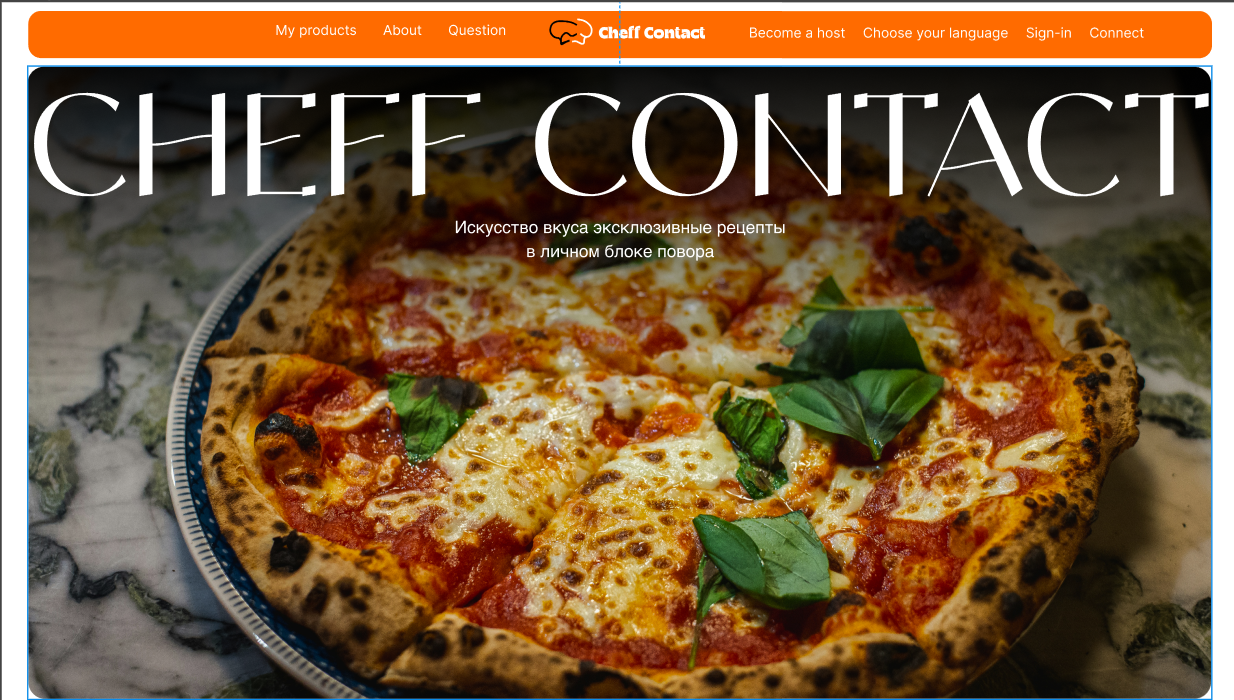 My products About Question Cheff Contact Become a host Choose your language Sign-in Connect
CHEFF CONTACT
Искусство вкуса эксклюзивные рецепты
в личном блоке повора